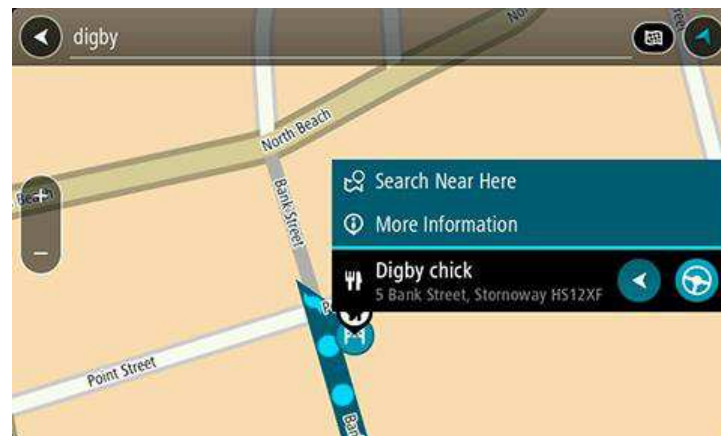 digby
North Beach
Bank Street
Search Near Here
More Information
Digby chick
5 Bank Street, Stornoway HS12XF
Point Street